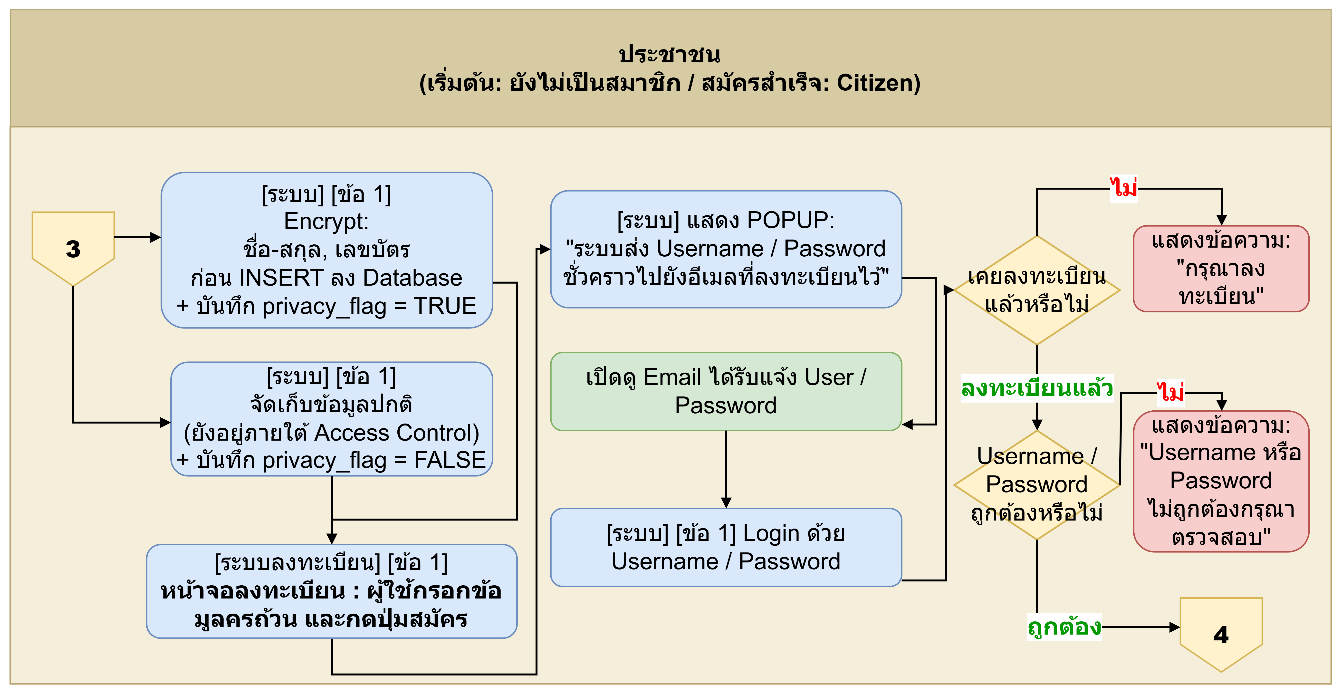 ประชาชน
(เริ่มต้น: ยังไม่เป็นสมาชิก / สมัครสำเร็จ: Citizen)
3
[ระบบ] [ข้อ 1]
Encrypt:
ชื่อ-สกุล, เลขบัตร
ก่อน INSERT ลง Database
+ บันทึก privacy_flag = TRUE
[ระบบ] [ข้อ 1]
จัดเก็บข้อมูลปกติ
(ยังอยู่ภายใต้ Access Control)
+ บันทึก privacy_flag = FALSE
[ระบบลงทะเบียน] [ข้อ 1]
หน้าจอลงทะเบียน : ผู้ใช้กรอกข้อ
มูลครถ้วน และกดปุ่มสมัคร
[ระบบ] แสดง POPUP:
"ระบบส่ง Username / Password
ชั่วคราวไปยังอีเมลที่ลงทะเบียนไว้"
เปิดดู Email ได้รับแจ้ง User /
Password
[ระบบ] [ข้อ 1] Login ด้วย
Username / Password
เคยลงทะเบียน
แล้วหรือไม่
ไม่
แสดงข้อความ:
"กรุณาลง
ทะเบียน"
ลงทะเบียนแล้ว
Username /
Password
ถูกต้องหรือไม่
ไม่
แสดงข้อความ:
"Username หรือ
Password
ไม่ถูกต้องกรุณา
ตรวจสอบ"
ถูกต้อง
4